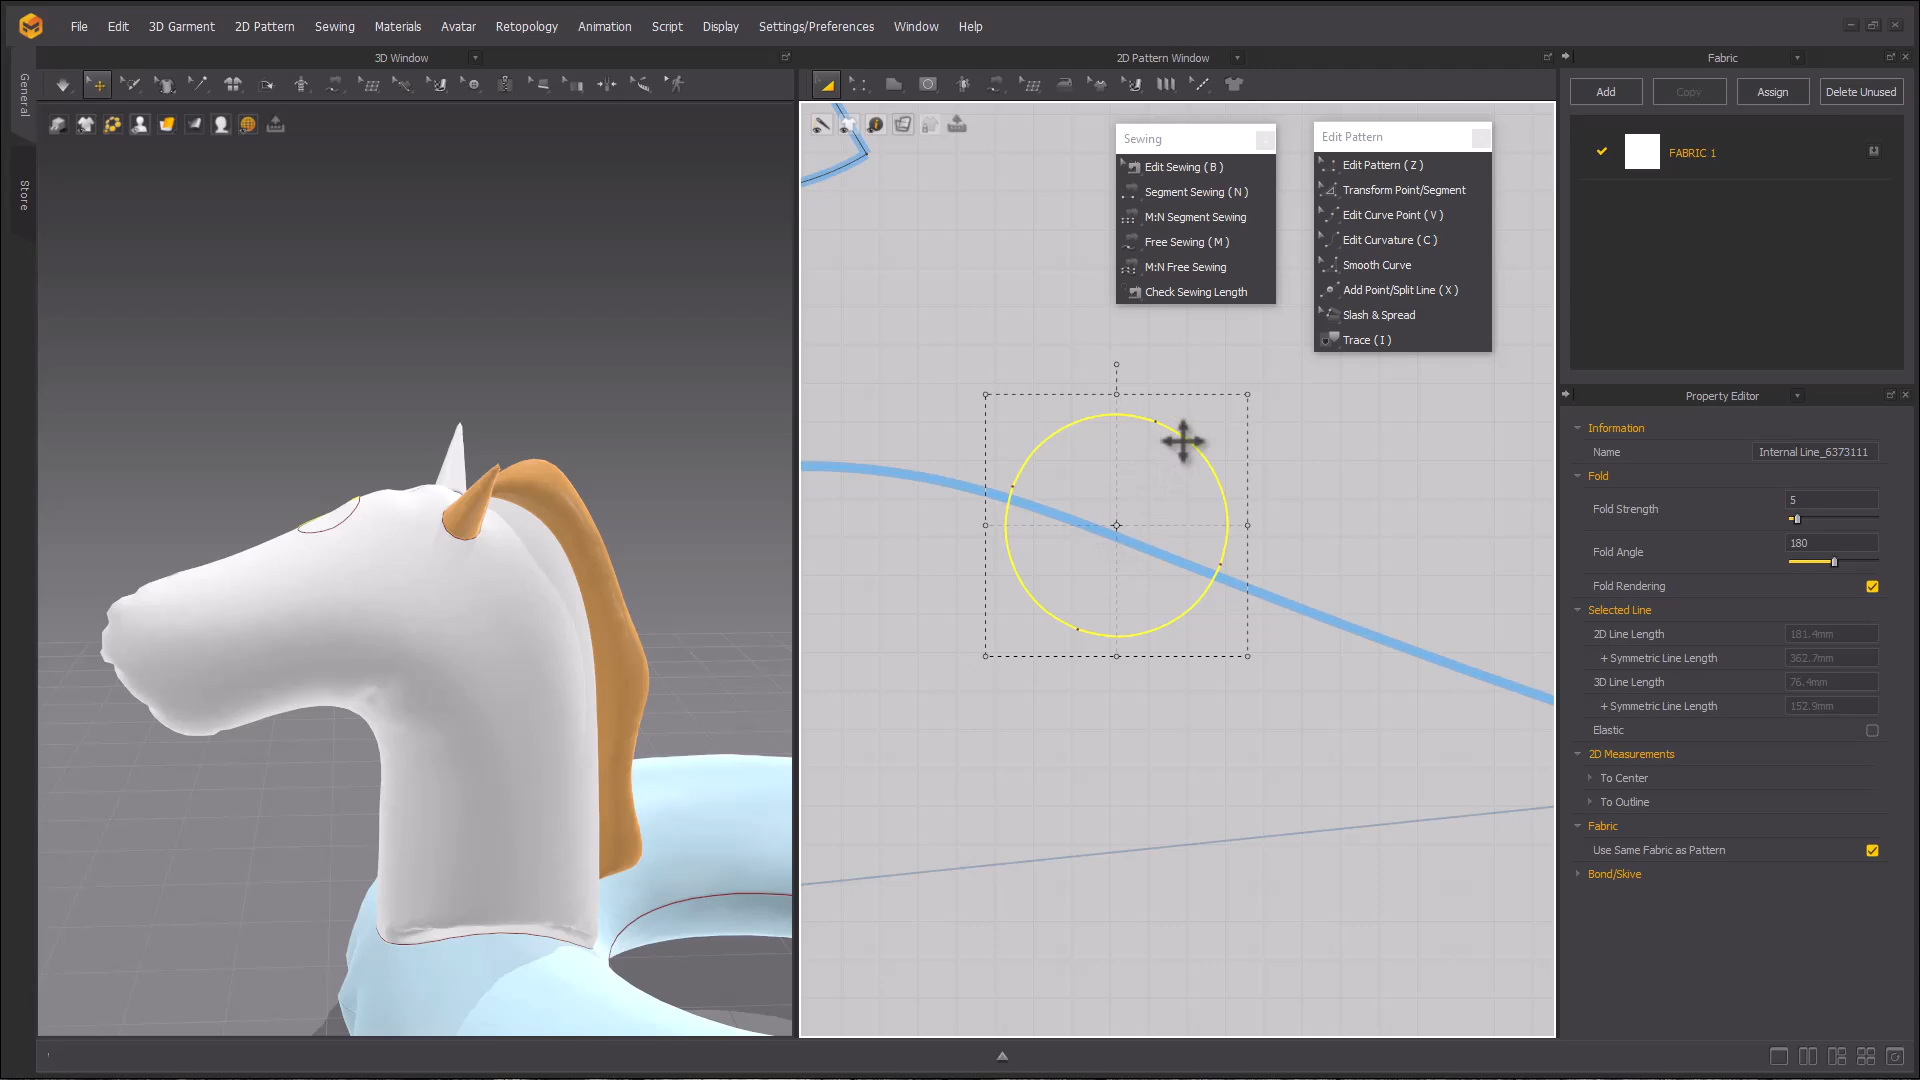 File Edit 3D Garment 2D Pattern Sewing Materials Avatar Retopology Animation Script Display Settings/Preferences Window Help
General
Store
3D Window
2D Pattern Window
Sewing
Edit Sewing ( B )
Segment Sewing ( N )
M:N Segment Sewing
Free Sewing ( M )
M:N Free Sewing
Check Sewing Length
Edit Pattern
Edit Pattern ( Z )
Transform Point/Segment
Edit Curve Point ( V )
Edit Curvature ( C )
Smooth Curve
Add Point/Split Line ( X )
Slash & Spread
Trace ( I )
Fabric
Add Copy Assign Delete Unused
FABRIC 1
Property Editor
Information
Name Internal Line_6373111
Fold
Fold Strength 5
Fold Angle 180
Fold Rendering
Selected Line
2D Line Length 181.4mm
+ Symmetric Line Length 362.7mm
3D Line Length 76.4mm
+ Symmetric Line Length 152.9mm
Elastic
2D Measurements
To Center
To Outline
Fabric
Use Same Fabric as Pattern
Bond/Skive